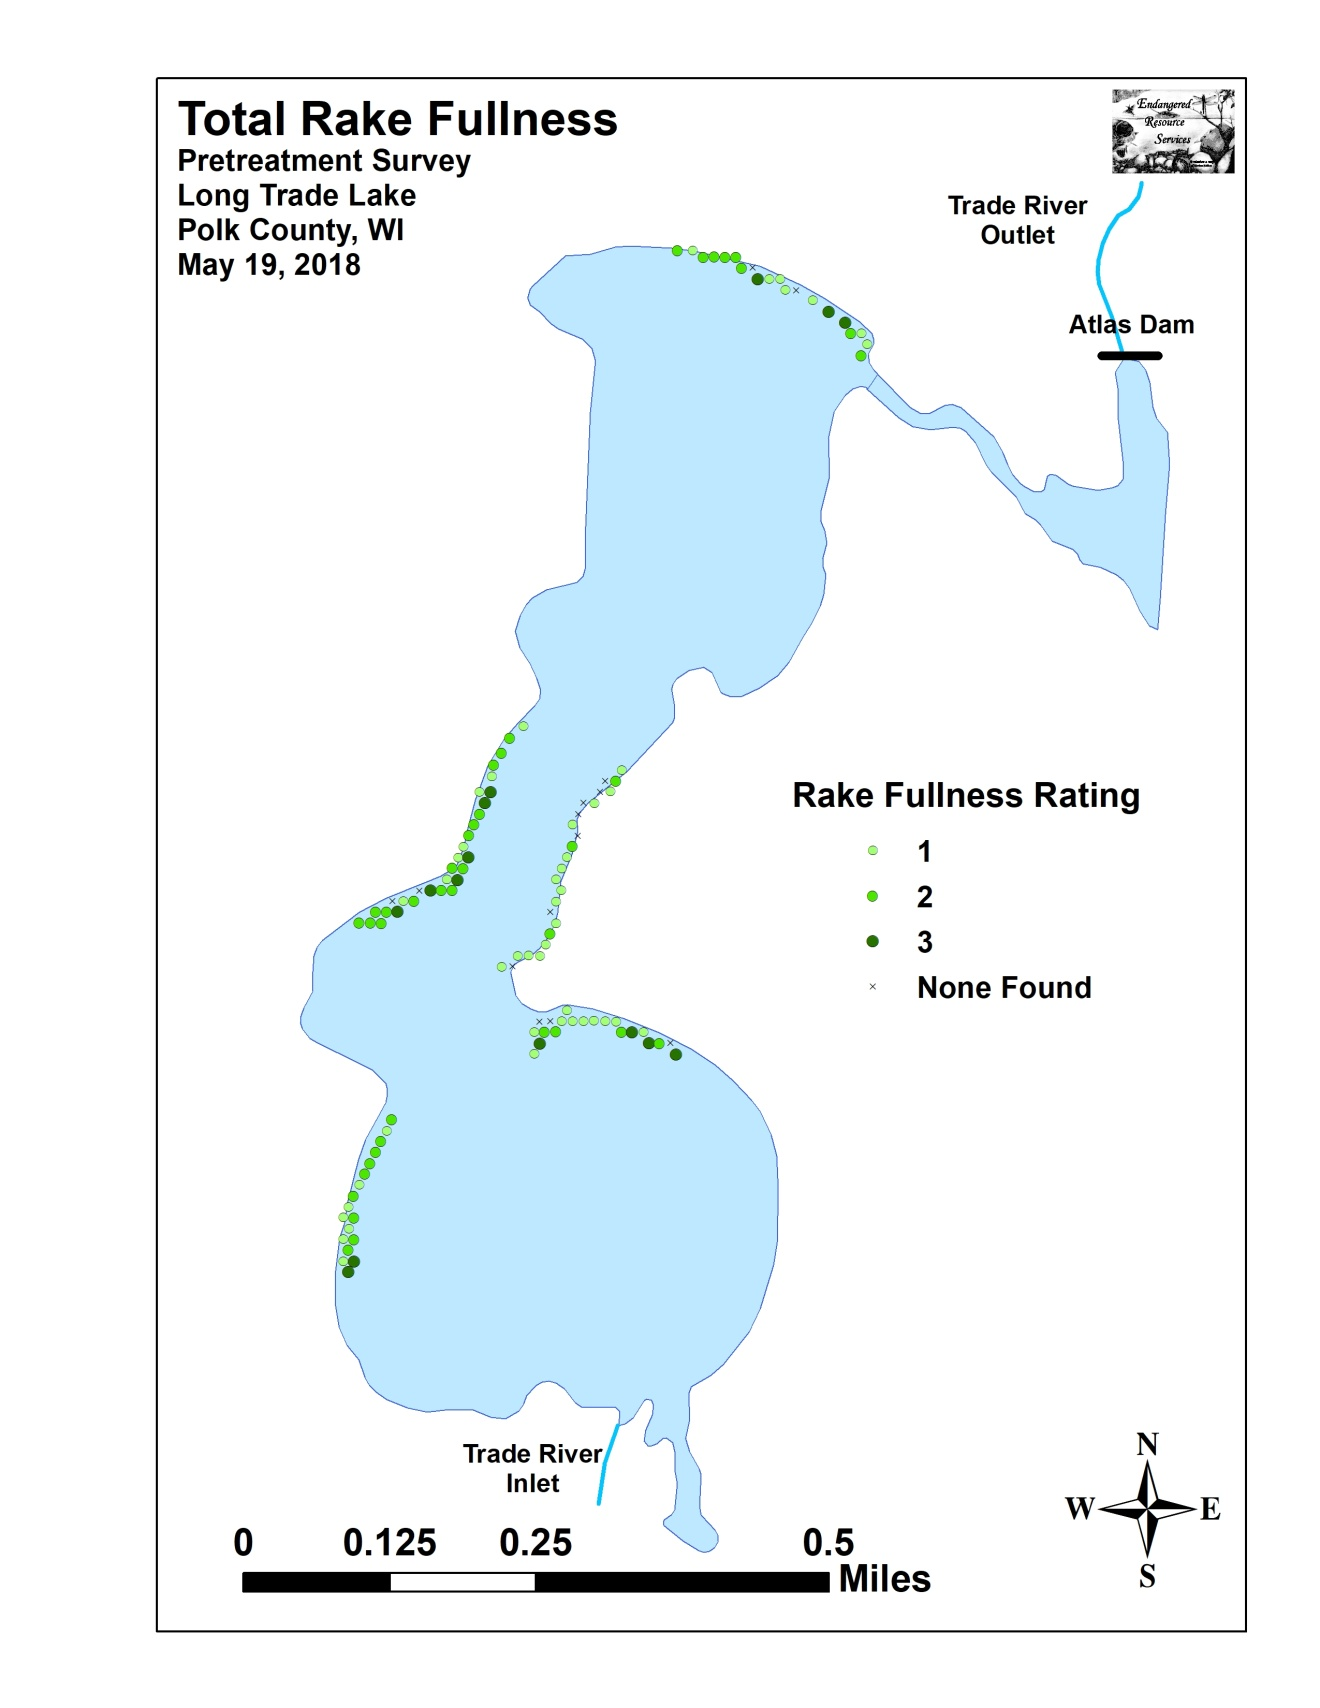 Total Rake Fullness
Pretreatment Survey
Long Trade Lake
Polk County, WI
May 19, 2018
Endangered
Resource
Services
Trade River
Outlet
Atlas Dam
Rake Fullness Rating
1
2
3
None Found
Trade River
Inlet
N
W E
S
0 0.125 0.25 0.5
Miles